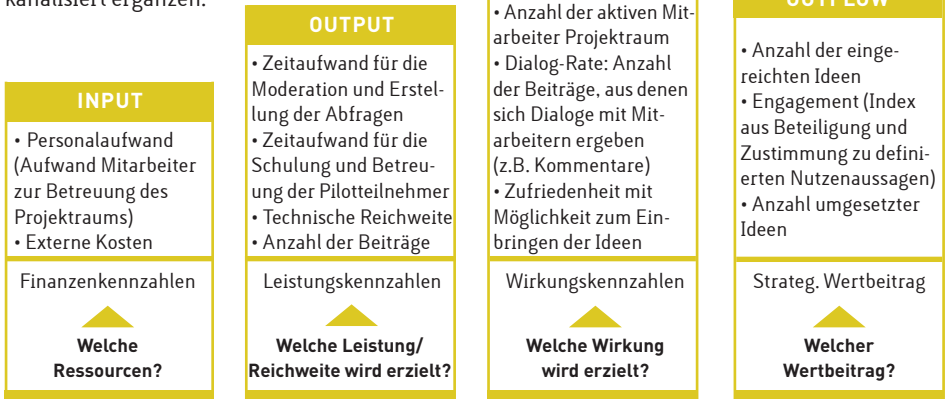 kanalisiert ergänzen.
INPUT
• Personalaufwand
(Aufwand Mitarbeiter
zur Betreuung des
Projektraums)
• Externe Kosten
Finanzenkennzahlen
Welche
Ressourcen?
OUTPUT
• Zeitaufwand für die
Moderation und Erstel-
lung der Abfragen
• Zeitaufwand für die
Schulung und Betreu-
ung der Pilotteilnehmer
• Technische Reichweite
• Anzahl der Beiträge
Leistungskennzahlen
Welche Leistung/
Reichweite wird erzielt?
• Anzahl der aktiven Mit-
arbeiter Projektraum
• Dialog-Rate: Anzahl
der Beiträge, aus denen
sich Dialoge mit Mit-
arbeitern ergeben
(z.B. Kommentare)
• Zufriedenheit mit
Möglichkeit zum Ein-
bringen der Ideen
Wirkungskennzahlen
Welche Wirkung
wird erzielt?
OUTFLOW
• Anzahl der einge-
reichten Ideen
• Engagement (Index
aus Beteiligung und
Zustimmung zu defini-
erten Nutzenaussagen)
• Anzahl umgesetzter
Ideen
Strateg. Wertbeitrag
Welcher
Wertbeitrag?